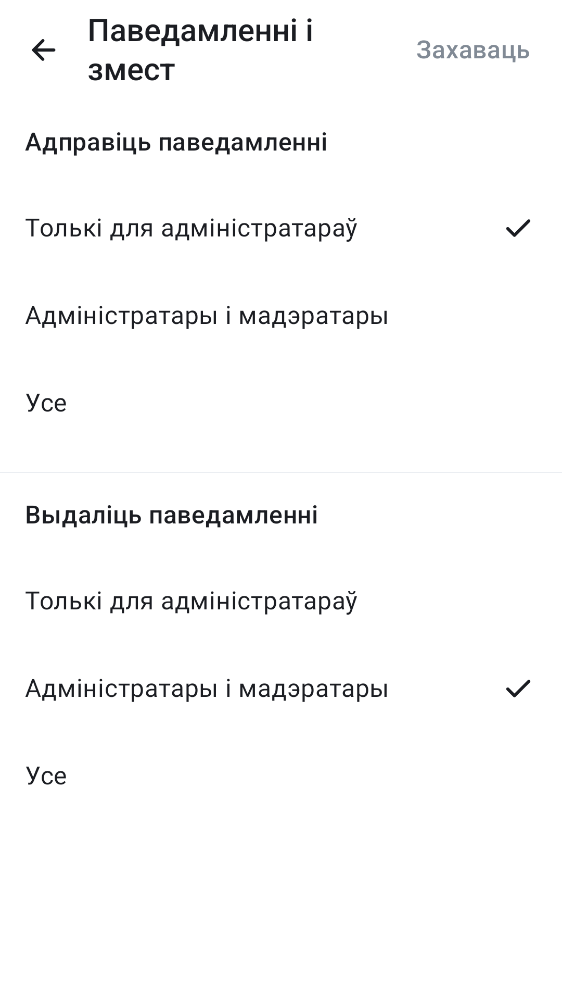 Паведамленні і
змест
Захаваць
Адправіць паведамленні
Толькі для адміністратараў
Адміністратары і мадэратары
Усе
Выдаліць паведамленні
Толькі для адміністратараў
Адміністратары і мадэратары
Усе